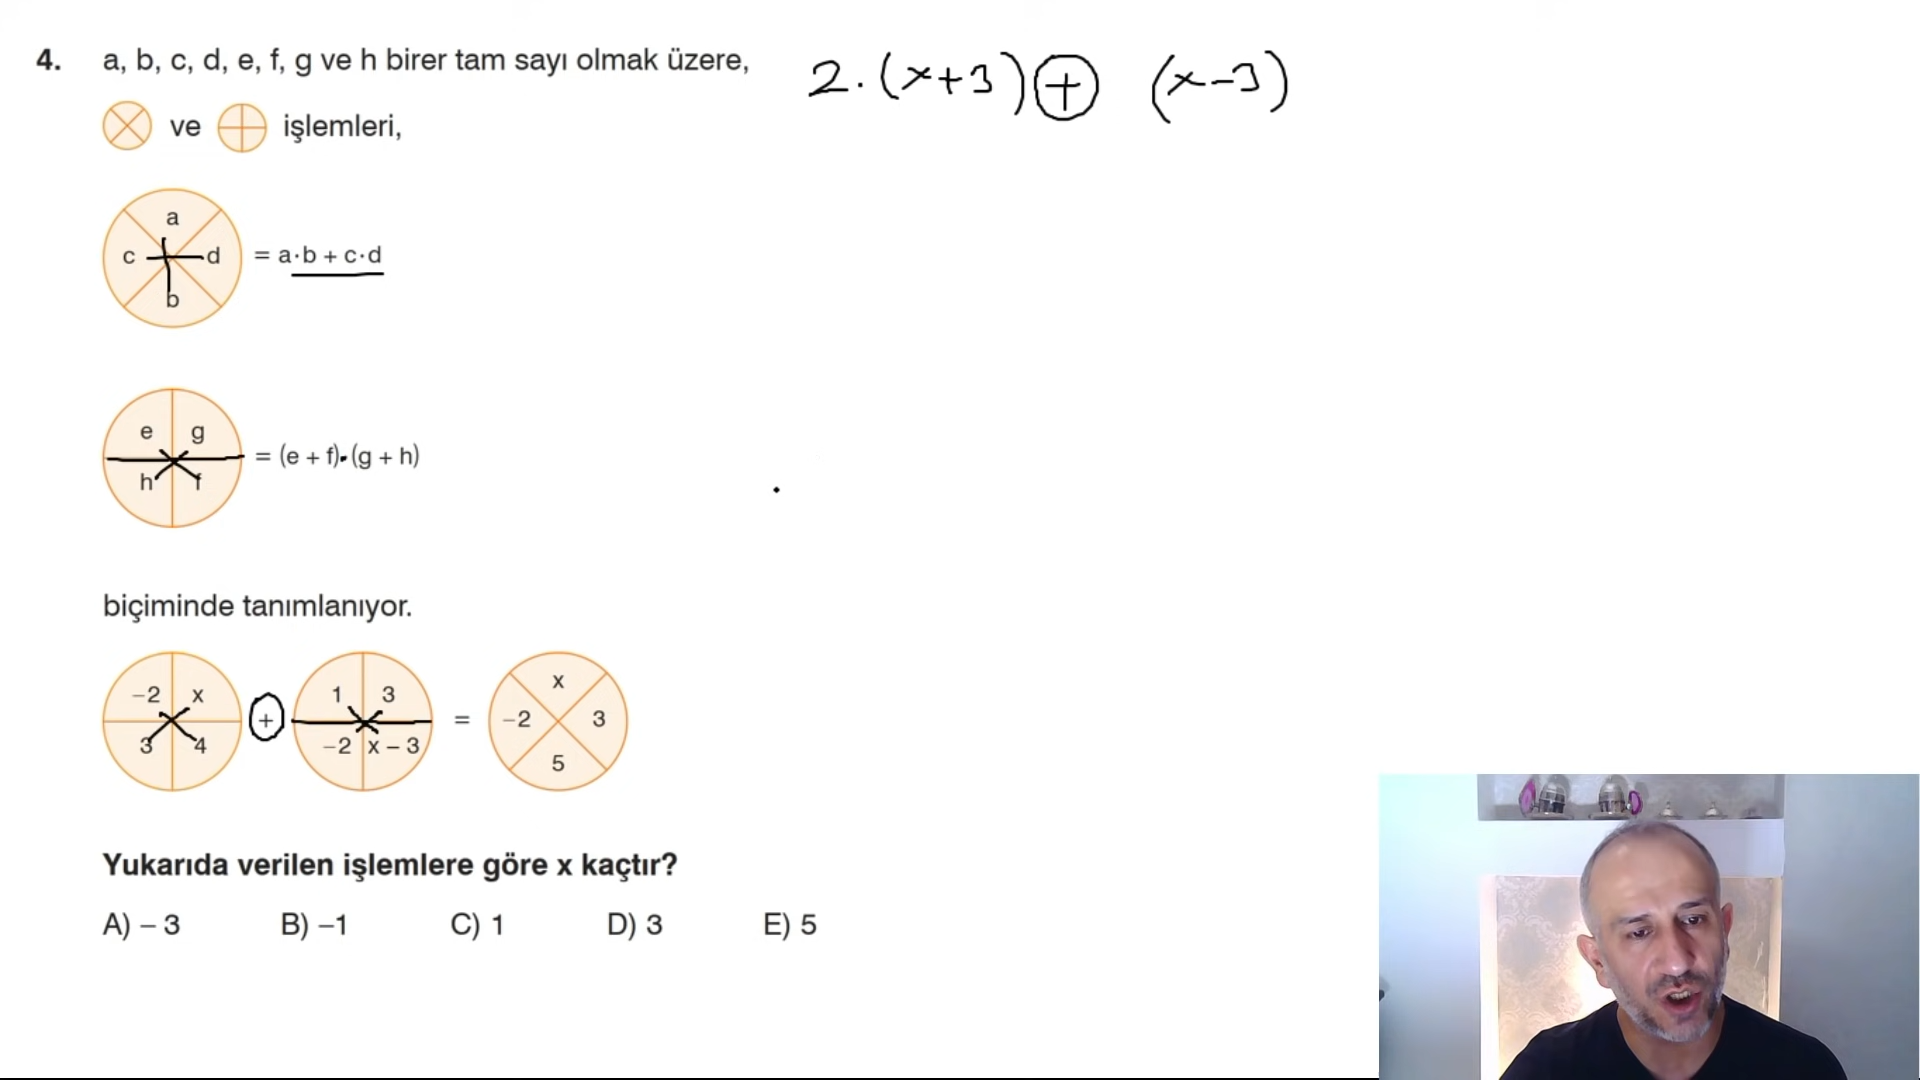 4. a, b, c, d, e, f, g ve h birer tam sayı olmak üzere,
2.(x+3) + (x-3)
ve işlemleri,
a
c d = a·b + c·d
b
e g
= (e + f)·(g + h)
h f
biçiminde tanımlanıyor.
-2 x + 1 3 = x
3 4 -2 x - 3 -2 3
5
Yukarıda verilen işlemlere göre x kaçtır?
A) - 3 B) -1 C) 1 D) 3 E) 5